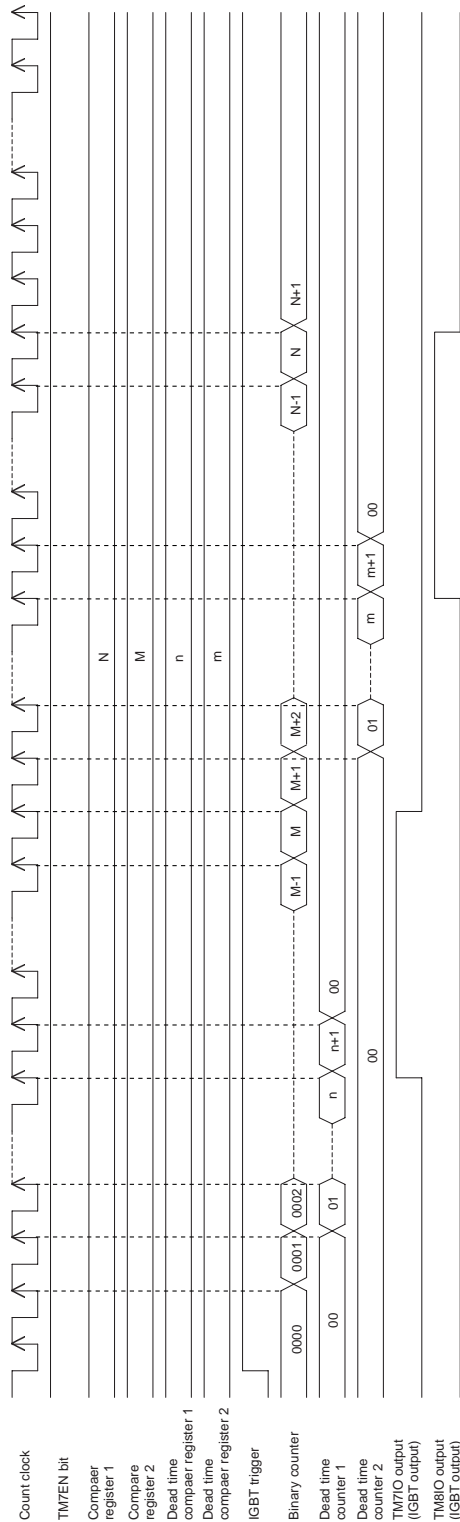 Count clock
TM7EN bit
Compaer
register 1
N
Compare
register 2
M
Dead time
compaer register 1
n
Dead time
compaer register 2
m
IGBT trigger
Binary counter
0000
0001
0002
M-1
M
M+1
M+2
N-1
N
N+1
Dead time
counter 1
00
01
n
n+1
00
Dead time
counter 2
00
01
m
m+1
00
TM7IO output
(IGBT output)
TM8IO output
(IGBT output)